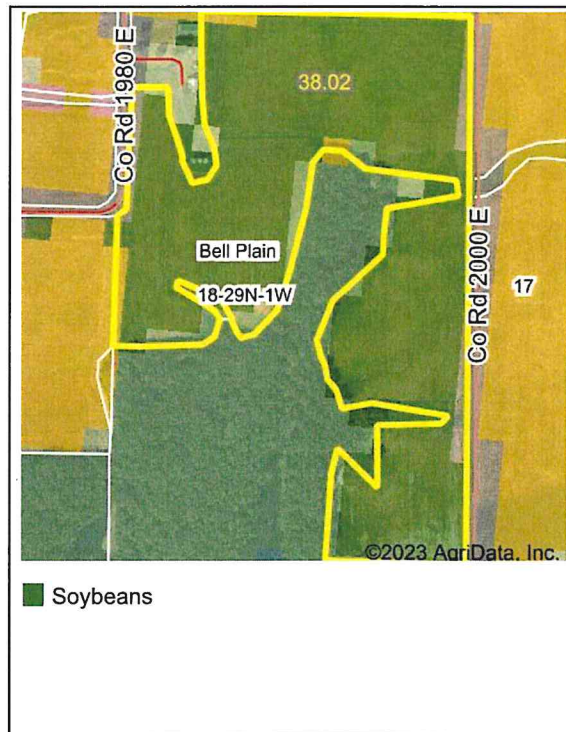 Co Rd 1980 E
38.02
Bell Plain
18-29N-1W
Co Rd 2000 E
17
©2023 AgriData, Inc.
Soybeans